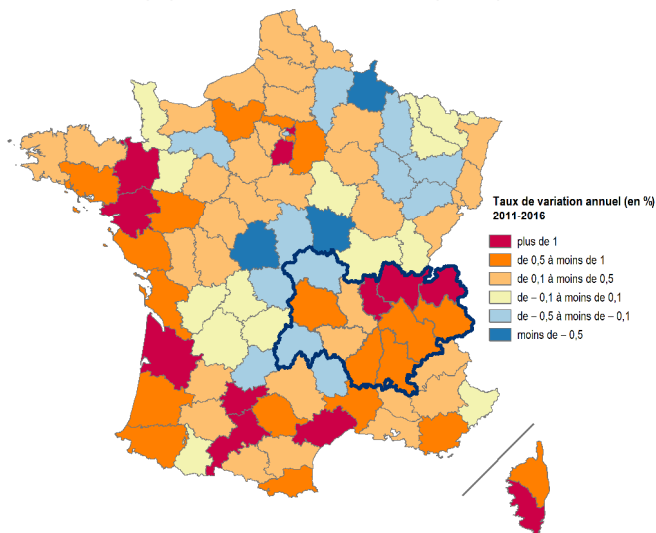 Taux de variation annuel (en %)
2011-2016
plus de 1
de 0,5 à moins de 1
de 0,1 à moins de 0,5
de – 0,1 à moins de 0,1
de – 0,5 à moins de – 0,1
moins de – 0,5